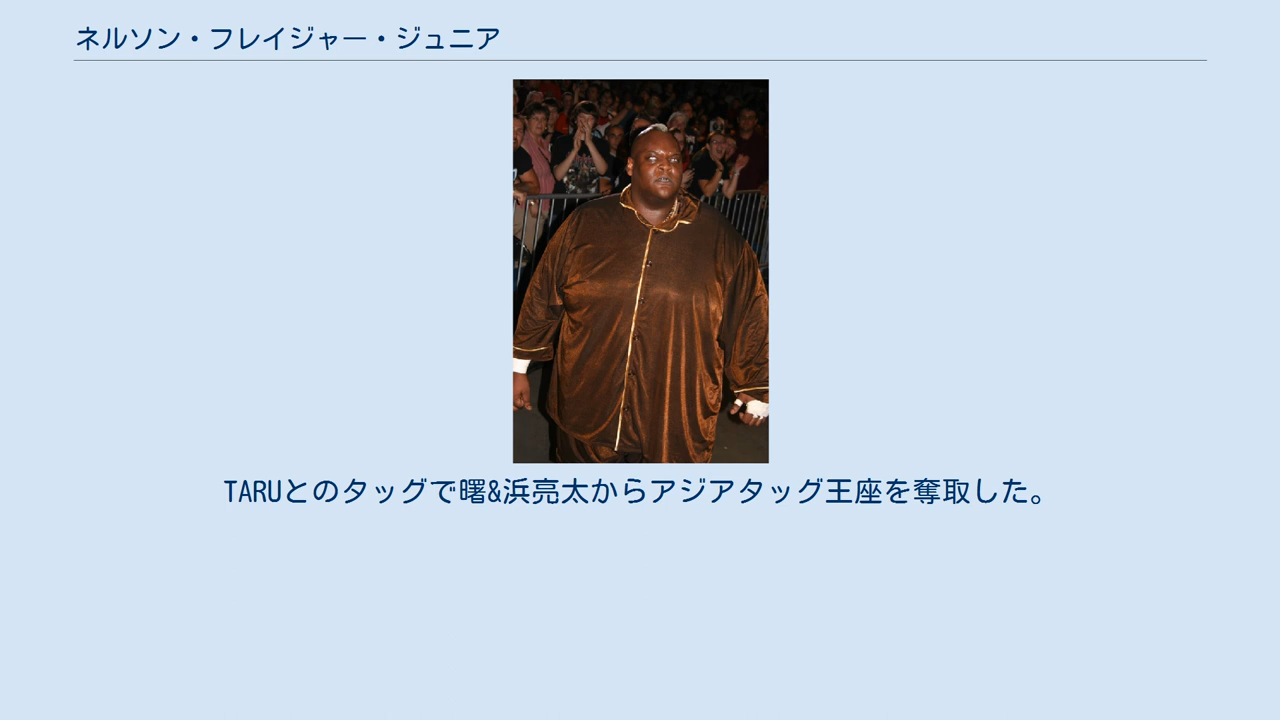 ネルソン・フレイジャー・ジュニア
TARUとのタッグで曙&浜亮太からアジアタッグ王座を奪取した。